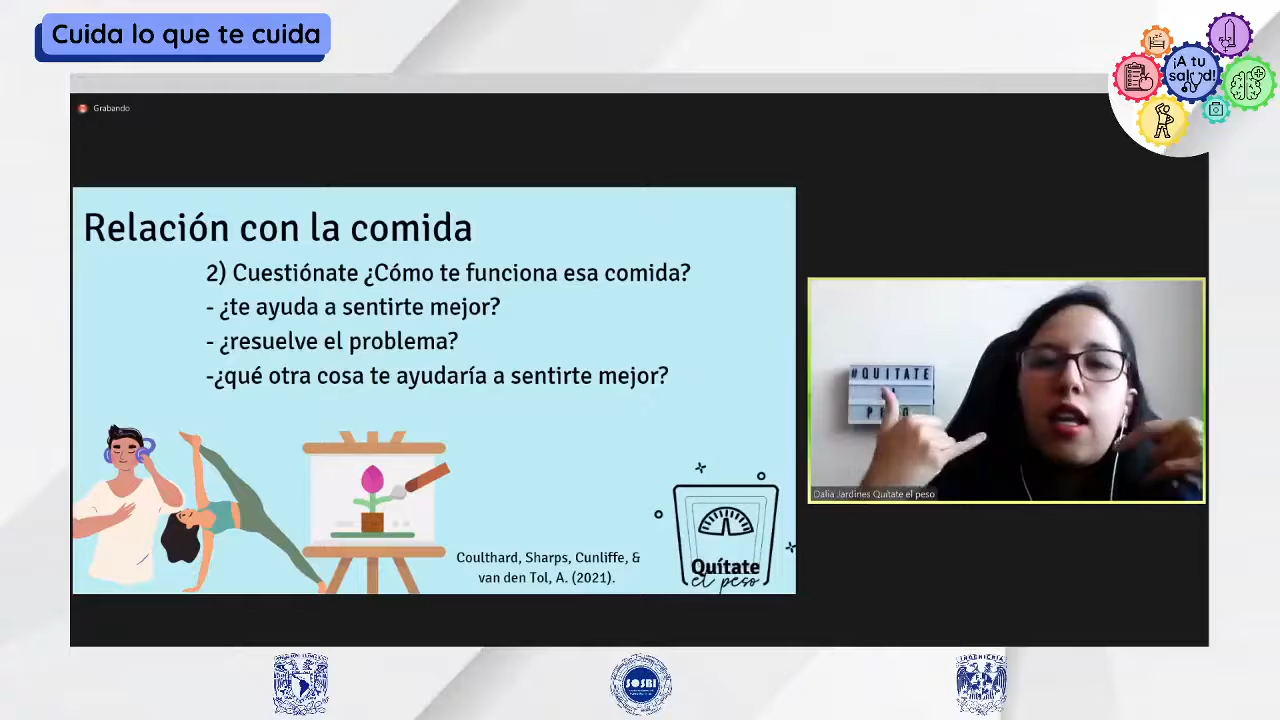 Cuida lo que te cuida
¡A tu
salud!
Grabando
Relación con la comida
2) Cuestiónate ¿Cómo te funciona esa comida?
- ¿te ayuda a sentirte mejor?
- ¿resuelve el problema?
-¿qué otra cosa te ayudaría a sentirte mejor?
Coulthard, Sharps, Cunliffe, &
van den Tol, A. (2021).
Quítate
el peso
#QUITATE
PESO
Dalia Jardines Quítate el peso
SOSBI